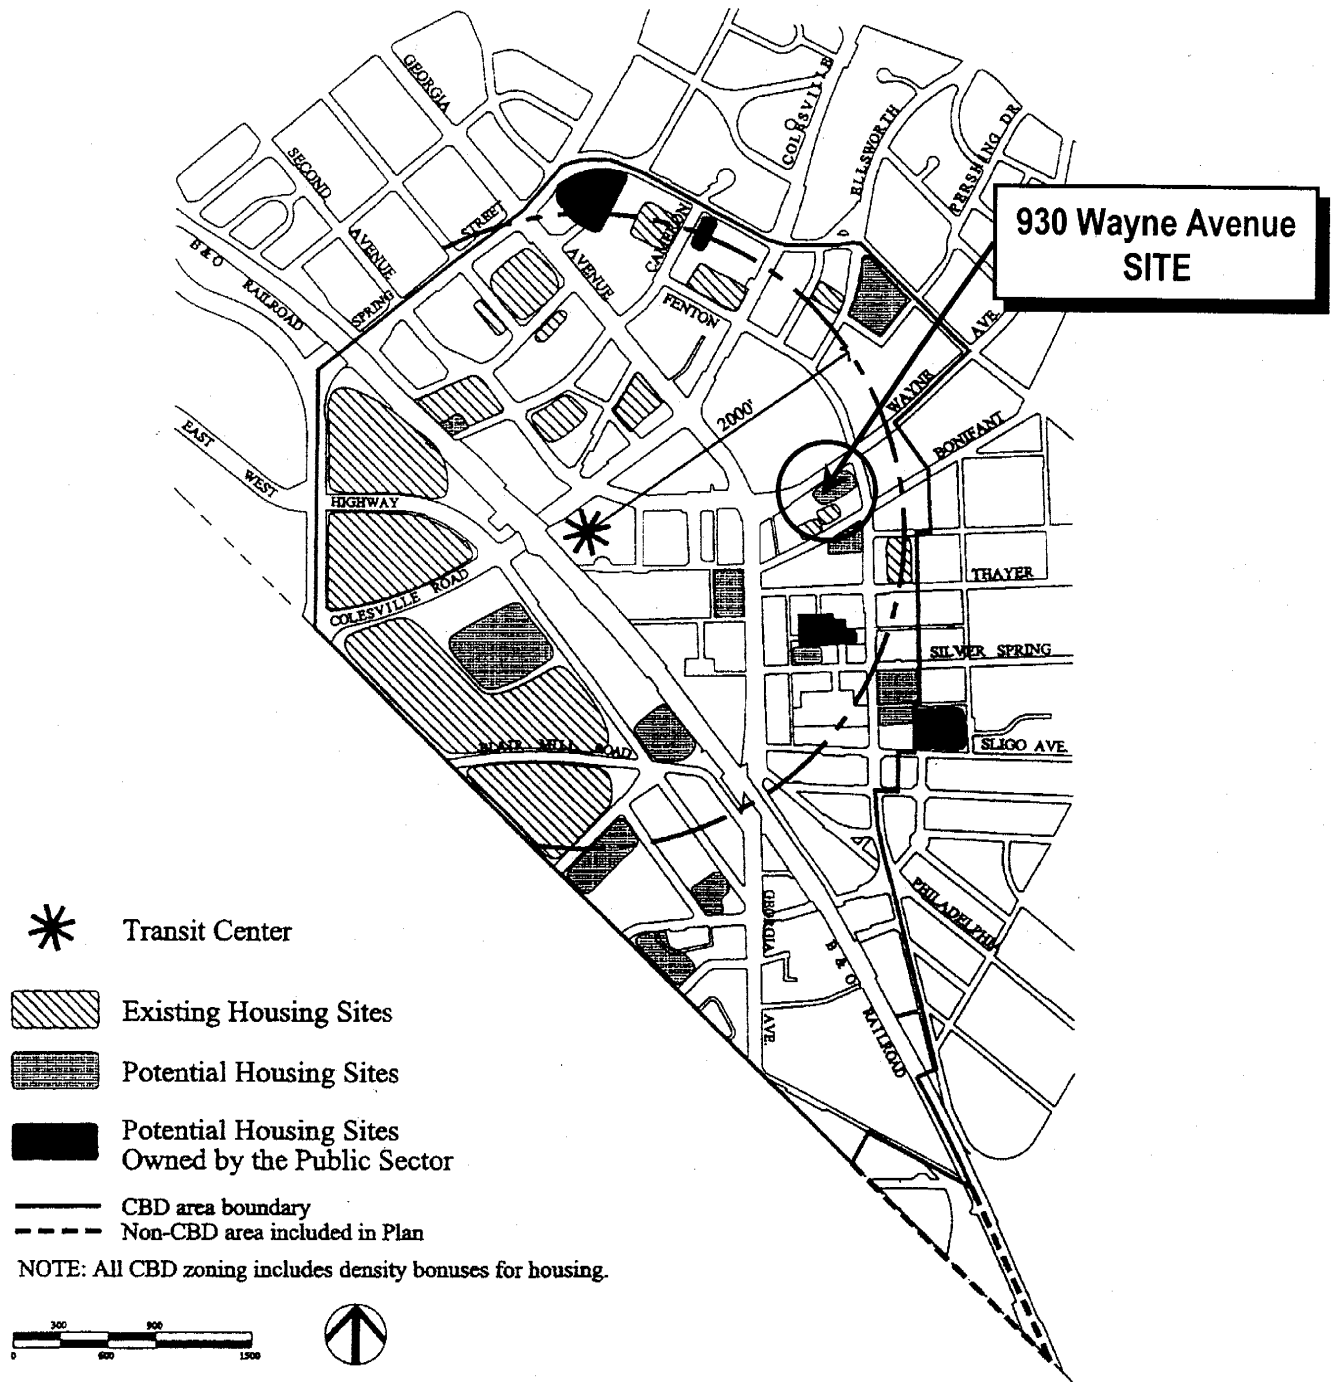 GEORGIA
COLESVILLE
ELLSWORTH
PERSHING DR.
SECOND
AVENUE
STREET
SPRING
B & O
RAILROAD
CAMERON
AVENUE
FENTON
930 Wayne Avenue
SITE
AVE.
WAYNE
BONIFANT
2000'
EAST
WEST
HIGHWAY
COLESVILLE ROAD
THAYER
SILVER SPRING
SLIGO AVE.
BLAIR MILL ROAD
PHILADELPHIA
GEORGIA
AVE.
B & O
RAILROAD
Transit Center
Existing Housing Sites
Potential Housing Sites
Potential Housing Sites
Owned by the Public Sector
CBD area boundary
Non-CBD area included in Plan
NOTE: All CBD zoning includes density bonuses for housing.
300 900
0 600 1500